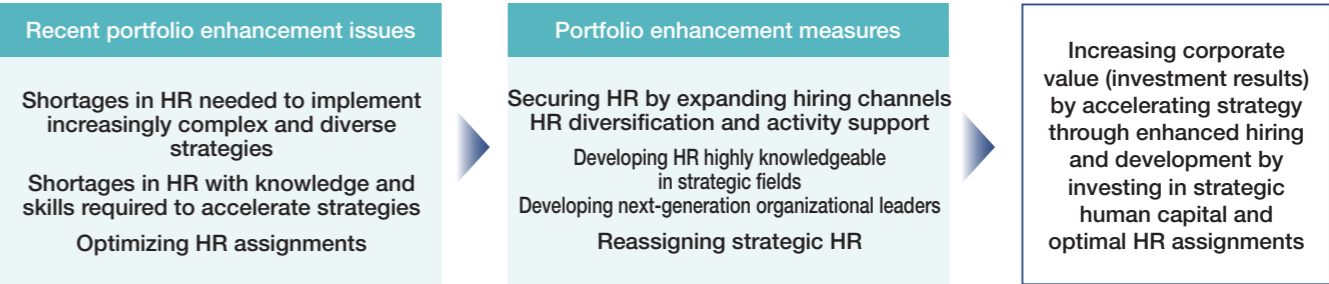 Recent portfolio enhancement issues
Shortages in HR needed to implement
increasingly complex and diverse
strategies
Shortages in HR with knowledge and
skills required to accelerate strategies
Optimizing HR assignments
Portfolio enhancement measures
Securing HR by expanding hiring channels
HR diversification and activity support
Developing HR highly knowledgeable
in strategic fields
Developing next-generation organizational leaders
Reassigning strategic HR
Increasing corporate
value (investment results)
by accelerating strategy
through enhanced hiring
and development by
investing in strategic
human capital and
optimal HR assignments